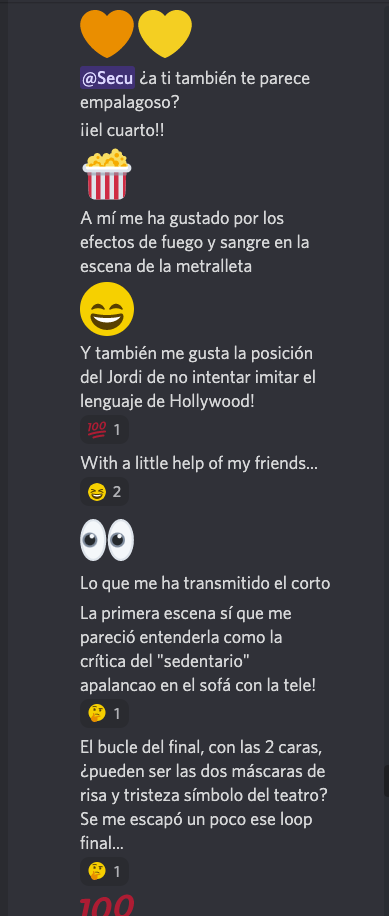 @Secu ¿a ti también te parece
empalagoso?
¡¡el cuarto!!
A mí me ha gustado por los
efectos de fuego y sangre en la
escena de la metralleta
Y también me gusta la posición
del Jordi de no intentar imitar el
lenguaje de Hollywood!
💯 1
With a little help of my friends...
😆 2
Lo que me ha transmitido el corto
La primera escena sí que me
pareció entenderla como la
crítica del "sedentario"
apalancao en el sofá con la tele!
🤔 1
El bucle del final, con las 2 caras,
¿pueden ser las dos máscaras de
risa y tristeza símbolo del teatro?
Se me escapó un poco ese loop
final...
🤔 1
100